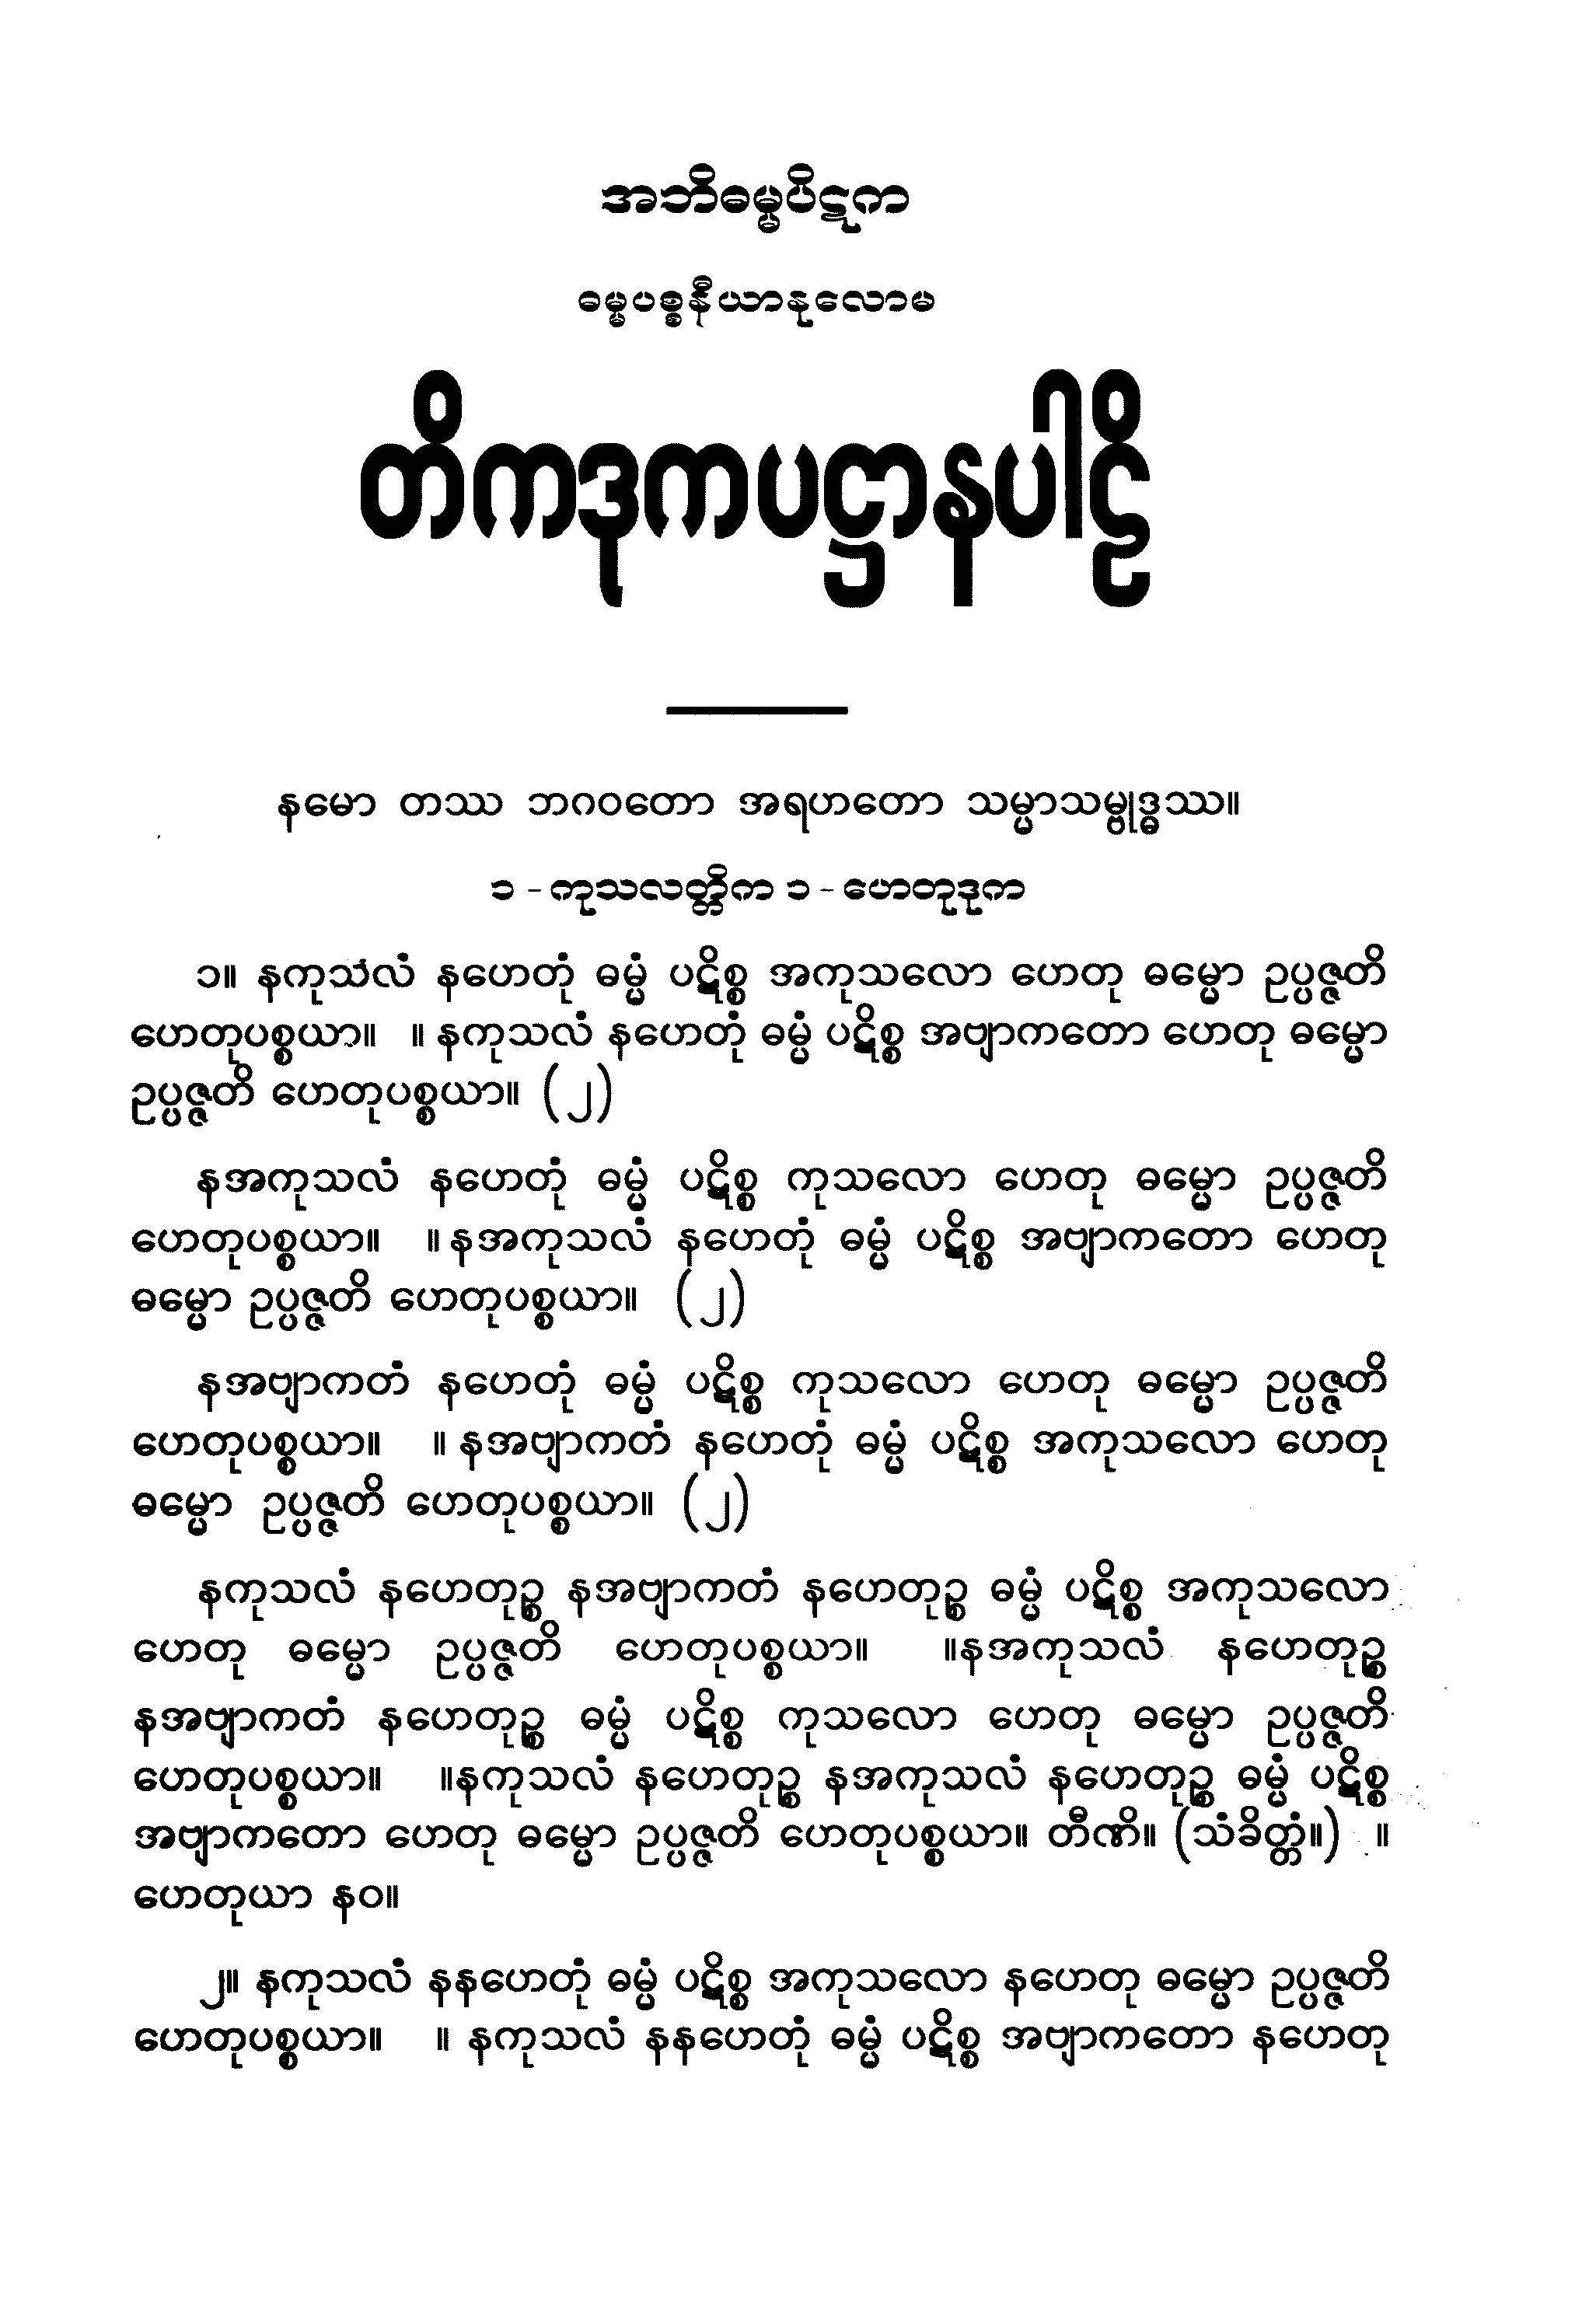 အဘိဓမ္မပိဋက
ဓမ္မပစ္စနီယာနုလောမ
တိကဒုကပဋ္ဌာနပါဠိ
နမော တဿ ဘဂဝတော အရဟတော သမ္မာသမ္ဗုဒ္ဓဿ။
၁ - ကုသလတ္တိက ၁ - ဟေတုဒုက
၁။ နကုသလံ နဟေတုံ ဓမ္မံ ပဋိစ္စ အကုသလော ဟေတု ဓမ္မော ဥပ္ပဇ္ဇတိ
ဟေတုပစ္စယာ။ ။ နကုသလံ နဟေတုံ ဓမ္မံ ပဋိစ္စ အဗျာကတော ဟေတု ဓမ္မော
ဥပ္ပဇ္ဇတိ ဟေတုပစ္စယာ။ (၂)
နအကုသလံ နဟေတုံ ဓမ္မံ ပဋိစ္စ ကုသလော ဟေတု ဓမ္မော ဥပ္ပဇ္ဇတိ
ဟေတုပစ္စယာ။ ။ နအကုသလံ နဟေတုံ ဓမ္မံ ပဋိစ္စ အဗျာကတော ဟေတု
ဓမ္မော ဥပ္ပဇ္ဇတိ ဟေတုပစ္စယာ။ (၂)
နအဗျာကတံ နဟေတုံ ဓမ္မံ ပဋိစ္စ ကုသလော ဟေတု ဓမ္မော ဥပ္ပဇ္ဇတိ
ဟေတုပစ္စယာ။ ။ နအဗျာကတံ နဟေတုံ ဓမ္မံ ပဋိစ္စ အကုသလော ဟေတု
ဓမ္မော ဥပ္ပဇ္ဇတိ ဟေတုပစ္စယာ။ (၂)
နကုသလံ နဟေတုဉ္စ နအဗျာကတံ နဟေတုဉ္စ ဓမ္မံ ပဋိစ္စ အကုသလော
ဟေတု ဓမ္မော ဥပ္ပဇ္ဇတိ ဟေတုပစ္စယာ။ ။နအကုသလံ နဟေတုဉ္စ
နအဗျာကတံ နဟေတုဉ္စ ဓမ္မံ ပဋိစ္စ ကုသလော ဟေတု ဓမ္မော ဥပ္ပဇ္ဇတိ
ဟေတုပစ္စယာ။ ။နကုသလံ နဟေတုဉ္စ နအကုသလံ နဟေတုဉ္စ ဓမ္မံ ပဋိစ္စ
အဗျာကတော ဟေတု ဓမ္မော ဥပ္ပဇ္ဇတိ ဟေတုပစ္စယာ။ တီဏိ။ (သံခိတ္တံ။) ။
ဟေတုယာ နဝ။
၂။ နကုသလံ နနဟေတုံ ဓမ္မံ ပဋိစ္စ အကုသလော နဟေတု ဓမ္မော ဥပ္ပဇ္ဇတိ
ဟေတုပစ္စယာ။ ။ နကုသလံ နနဟေတုံ ဓမ္မံ ပဋိစ္စ အဗျာကတော နဟေတု